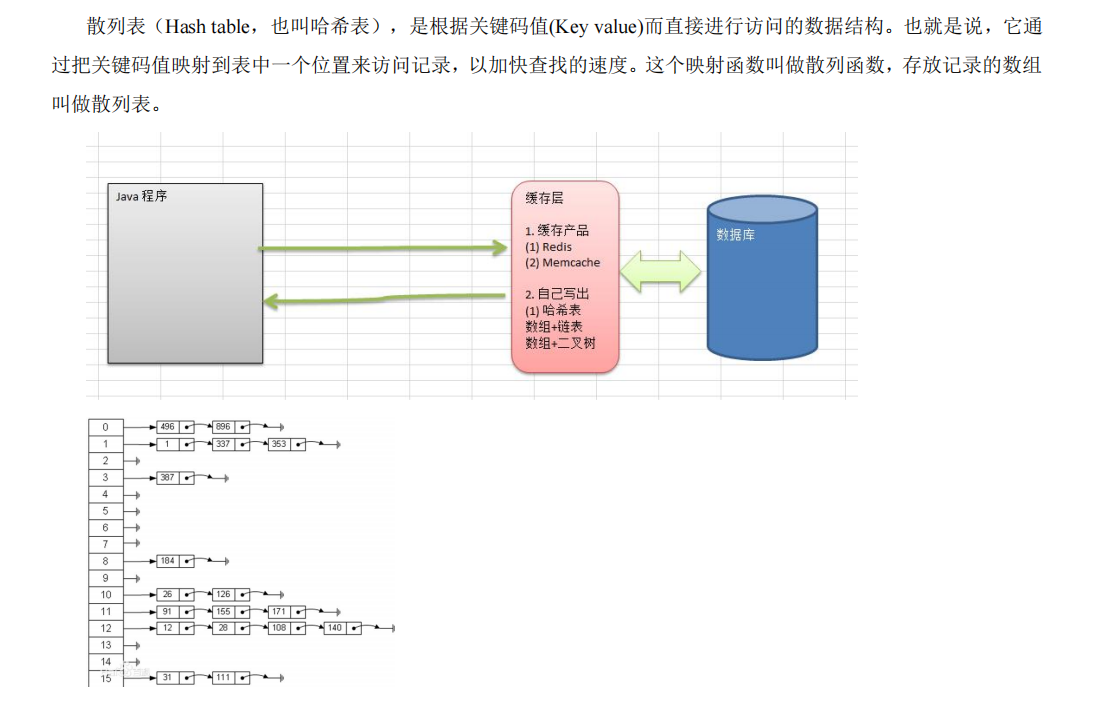 散列表（Hash table，也叫哈希表），是根据关键码值(Key value)而直接进行访问的数据结构。也就是说，它通
过把关键码值映射到表中一个位置来访问记录，以加快查找的速度。这个映射函数叫做散列函数，存放记录的数组
叫做散列表。
Java 程序
缓存层
1. 缓存产品
(1) Redis
(2) Memcache
2. 自己写出
(1) 哈希表
数组+链表
数组+二叉树
数据库
0 496 896
1 1 337 353
2
3 387
4
5
6
7
8 184
9
10 26 126
11 91 155 171
12 12 28 108 140
13
14
15 31 111